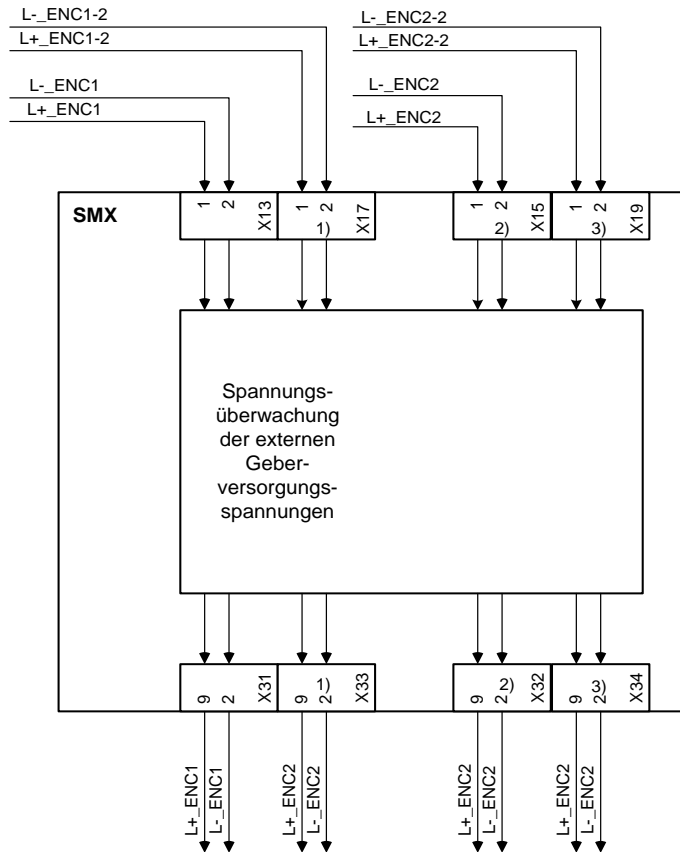 L-_ENC1-2
L+_ENC1-2
L-_ENC2-2
L+_ENC2-2
L-_ENC1
L+_ENC1
L-_ENC2
L+_ENC2
SMX
1 2 X13
1 2 X17
1)
1 2 X15
2)
1 2 X19
3)
Spannungs-
überwachung
der externen
Geber-
versorgungs-
spannungen
9 2 X31
1)
9 2 X33
2)
9 2 X32
3)
9 2 X34
L+_ENC1
L-_ENC1
L+_ENC2
L-_ENC2
L+_ENC2
L-_ENC2
L+_ENC2
L-_ENC2